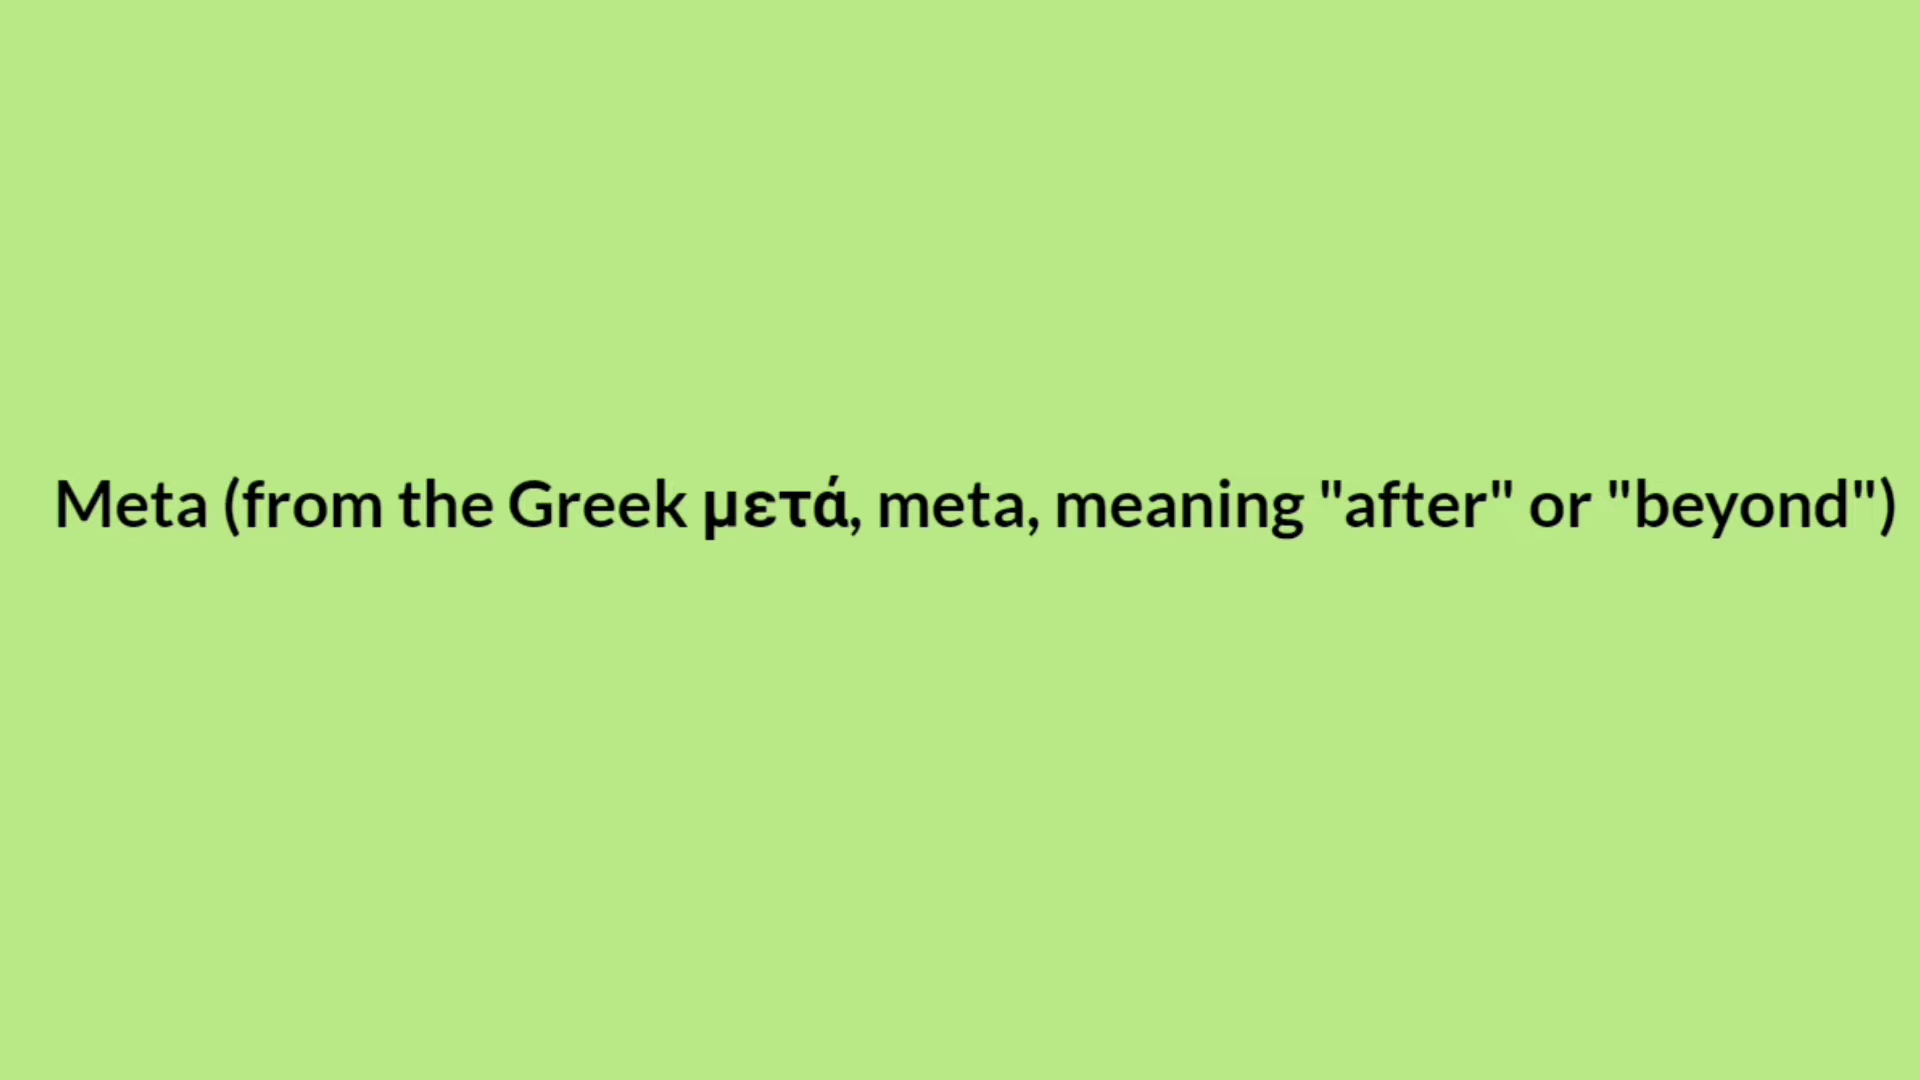 Meta (from the Greek μετά, meta, meaning "after" or "beyond")